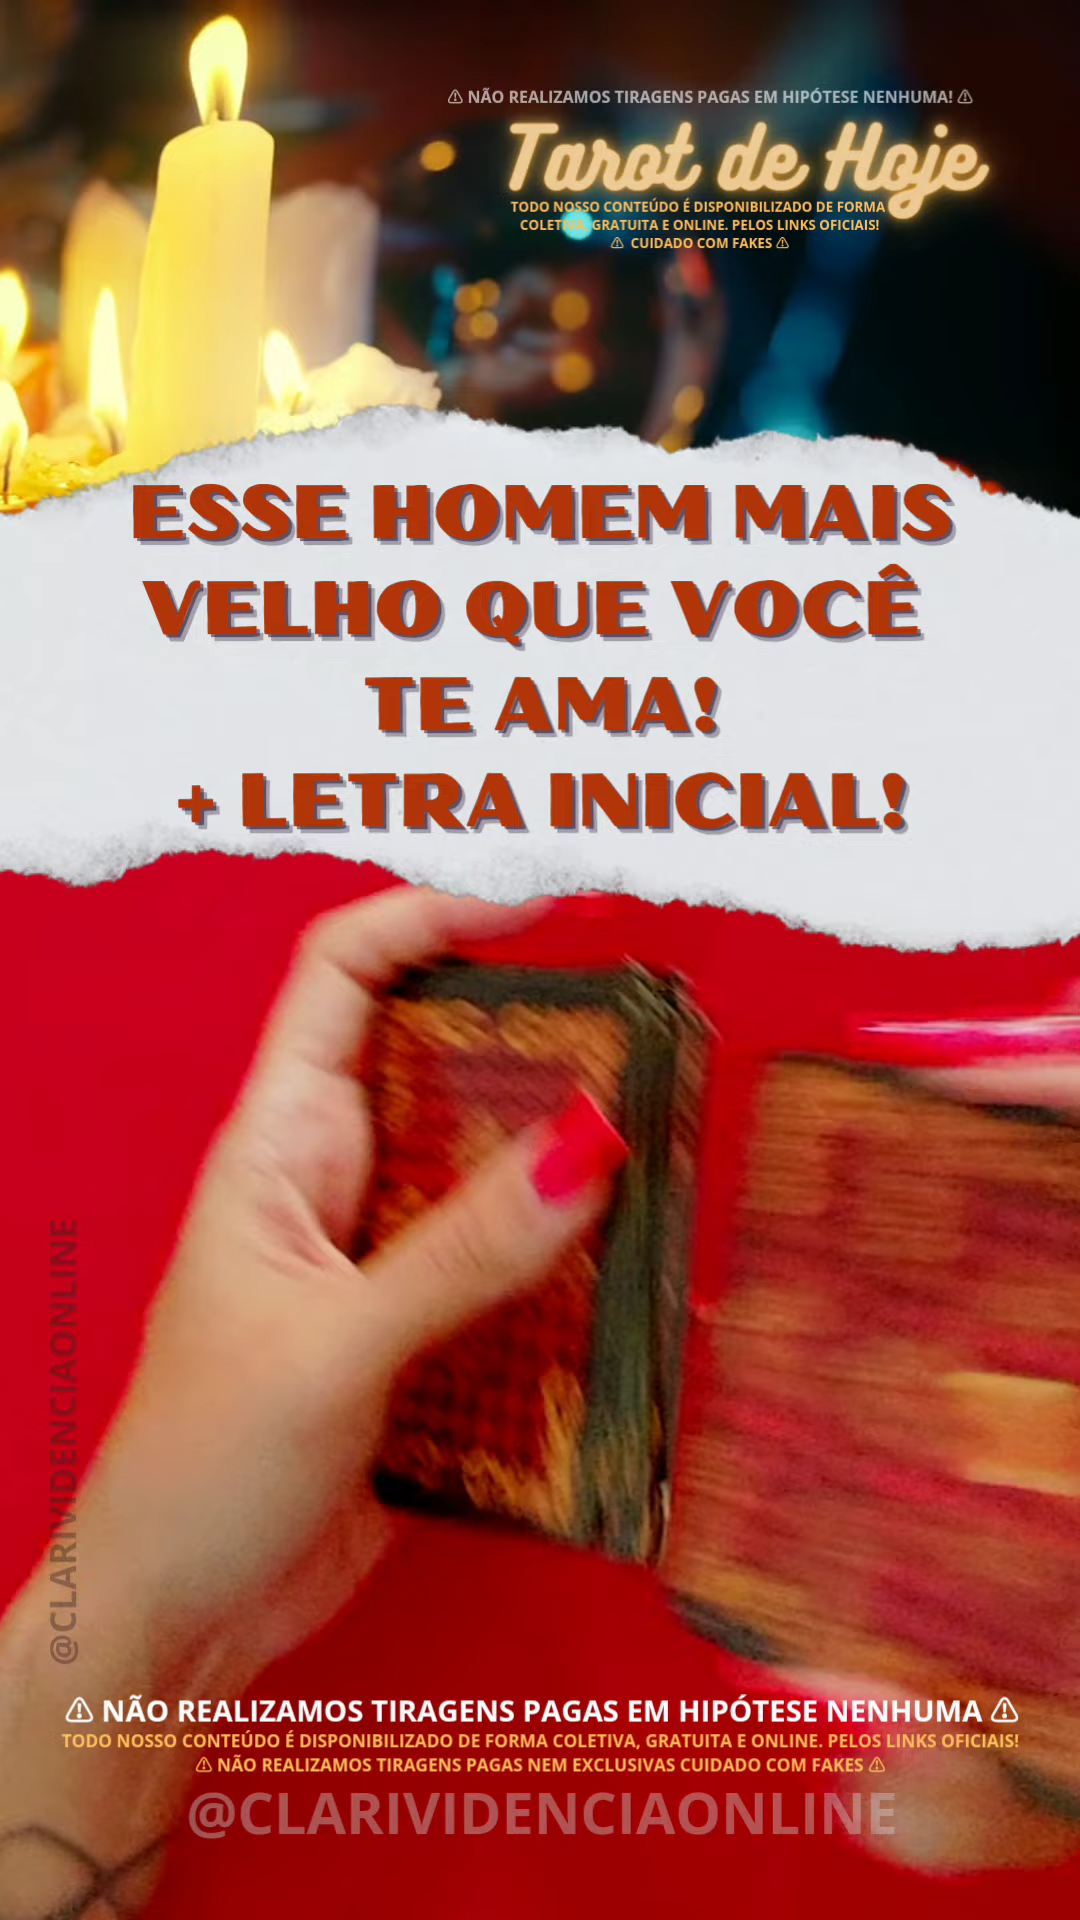 ⚠ NÃO REALIZAMOS TIRAGENS PAGAS EM HIPÓTESE NENHUMA! ⚠
Tarot de Hoje
TODO NOSSO CONTEÚDO É DISPONIBILIZADO DE FORMA
COLETIVA, GRATUITA E ONLINE. PELOS LINKS OFICIAIS!
⚠ CUIDADO COM FAKES ⚠
ESSE HOMEM MAIS
VELHO QUE VOCÊ
TE AMA!
+ LETRA INICIAL!
@CLARIVIDENCIAONLINE
⚠ NÃO REALIZAMOS TIRAGENS PAGAS EM HIPÓTESE NENHUMA ⚠
TODO NOSSO CONTEÚDO É DISPONIBILIZADO DE FORMA COLETIVA, GRATUITA E ONLINE. PELOS LINKS OFICIAIS!
⚠ NÃO REALIZAMOS TIRAGENS PAGAS NEM EXCLUSIVAS CUIDADO COM FAKES ⚠
@CLARIVIDENCIAONLINE